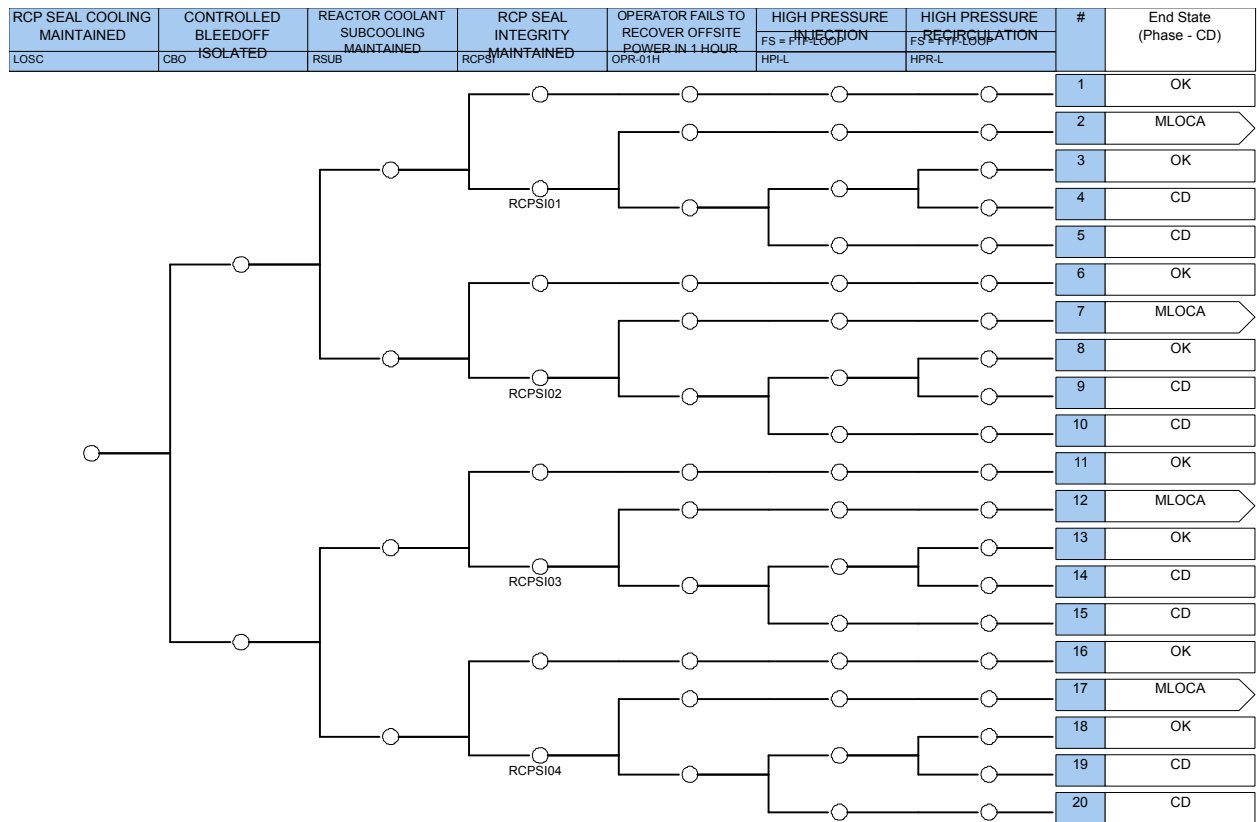 RCP SEAL COOLING
MAINTAINED
LOSC
CONTROLLED
BLEEDOFF
ISOLATED
CBO
REACTOR COOLANT
SUBCOOLING
MAINTAINED
RSUB
RCP SEAL
INTEGRITY
MAINTAINED
RCPSI
OPERATOR FAILS TO
RECOVER OFFSITE
POWER IN 1 HOUR
OPR-01H
HIGH PRESSURE
INJECTION
FS = FTF-LOOP
HPI-L
HIGH PRESSURE
RECIRCULATION
FS = FTF-LOOP
HPR-L
#
End State
(Phase - CD)
1 OK
2 MLOCA
3 OK
RCPSI01
4 CD
5 CD
6 OK
7 MLOCA
8 OK
RCPSI02
9 CD
10 CD
11 OK
12 MLOCA
13 OK
RCPSI03
14 CD
15 CD
16 OK
17 MLOCA
18 OK
RCPSI04
19 CD
20 CD